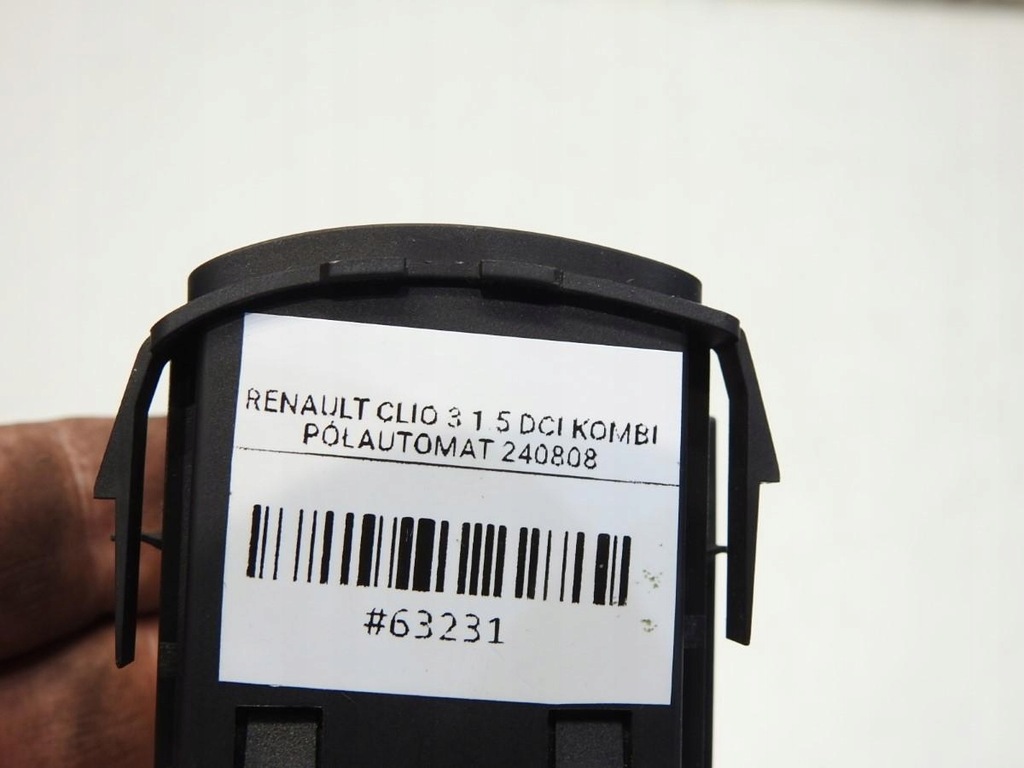 RENAULT CLIO 3 1.5 DCI KOMBI
PÓŁAUTOMAT 240808
#63231